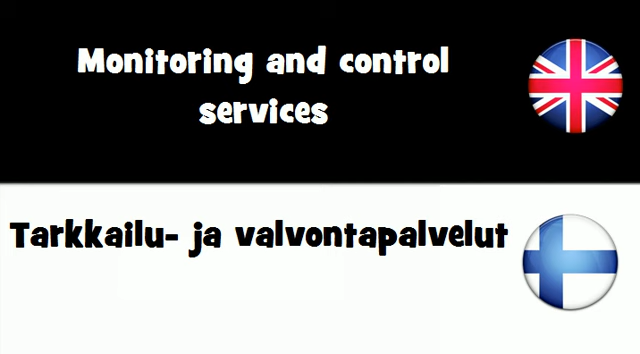 Monitoring and control
services
Tarkkailu- ja valvontapalvelut